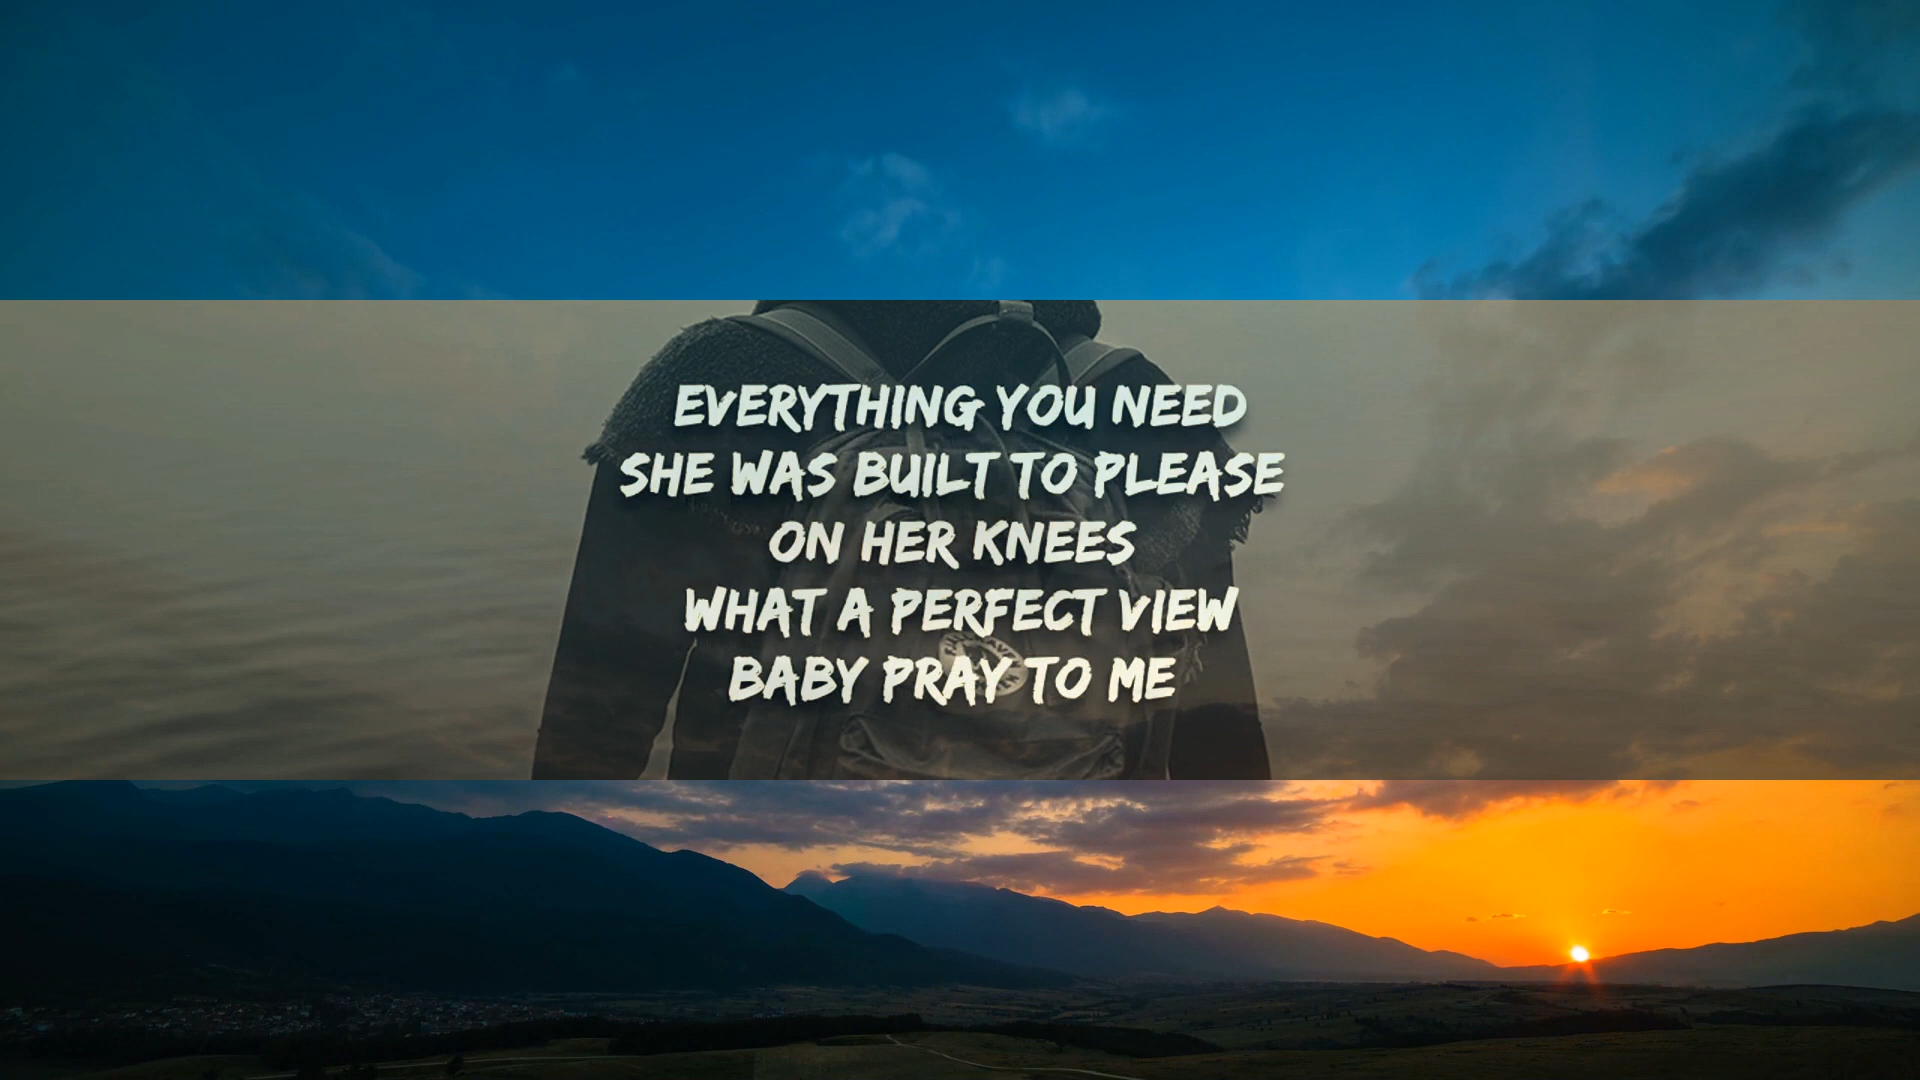 EVERYTHING YOU NEED
SHE WAS BUILT TO PLEASE
ON HER KNEES
WHAT A PERFECT VIEW
BABY PRAY TO ME